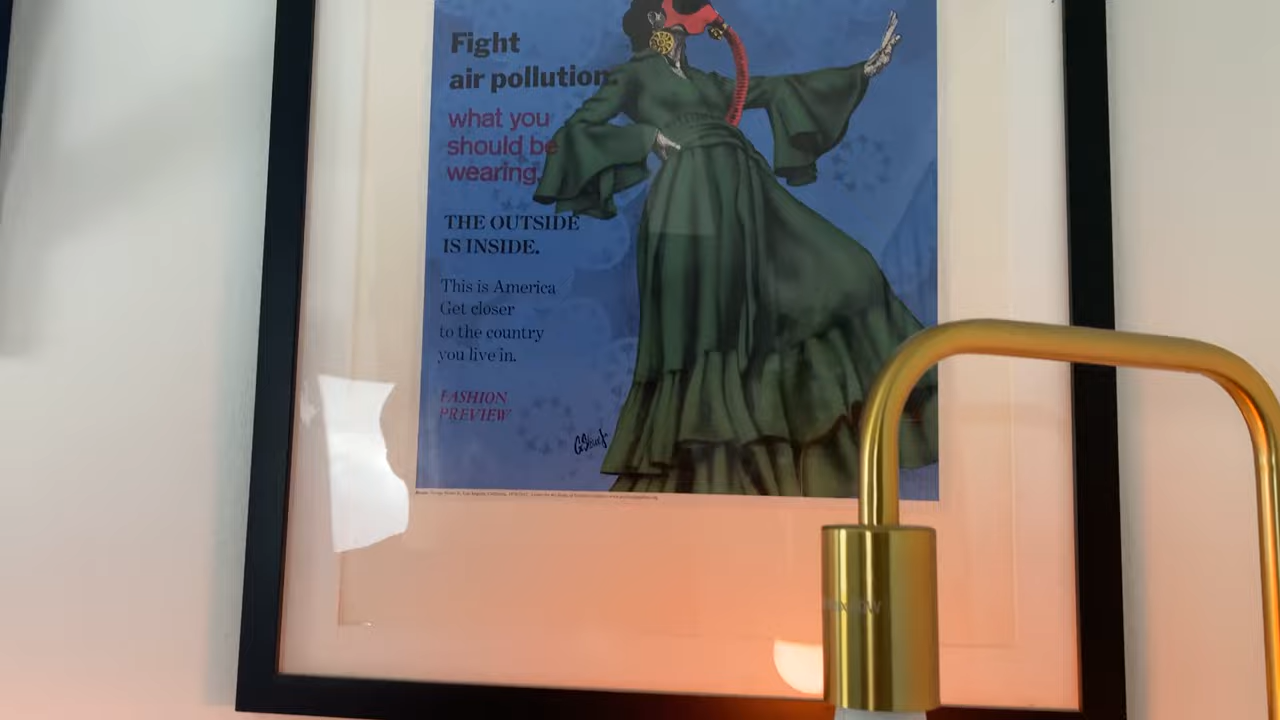 Fight
air pollution.
what you
should be
wearing.
THE OUTSIDE
IS INSIDE.
This is America
Get closer
to the country
you live in.
FASHION
PREVIEW